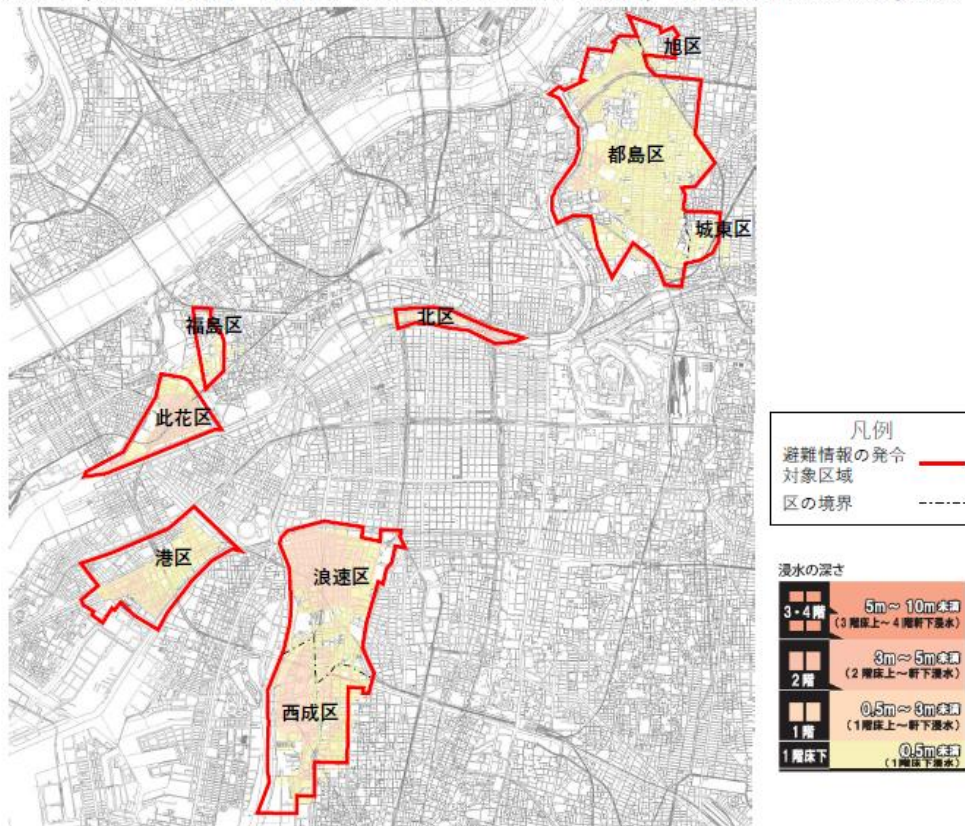 旭区
都島区
城東区
北区
福島区
此花区
港区
浪速区
西成区
凡例
避難情報の発令
対象区域
区の境界
浸水の深さ
3・4階
5m～10m未満
(3階床上～4階軒下浸水)
2階
3m～5m未満
(2階床上～軒下浸水)
1階
0.5m～3m未満
(1階床上～軒下浸水)
1階床下
0.5m未満
(1階床下浸水)